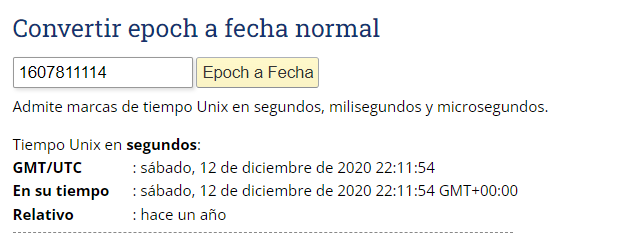 Convertir epoch a fecha normal
1607811114 Epoch a Fecha
Admite marcas de tiempo Unix en segundos, milisegundos y microsegundos.
Tiempo Unix en segundos:
GMT/UTC : sábado, 12 de diciembre de 2020 22:11:54
En su tiempo : sábado, 12 de diciembre de 2020 22:11:54 GMT+00:00
Relativo : hace un año